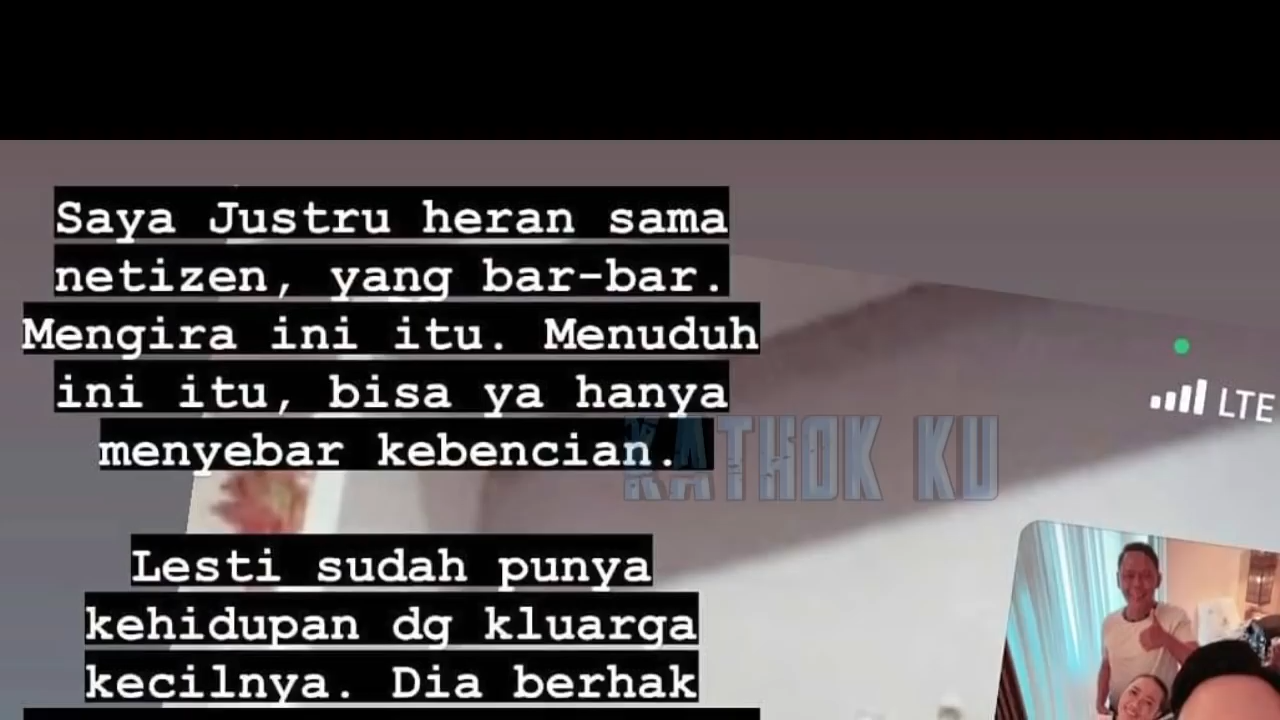 Saya Justru heran sama
netizen, yang bar-bar.
Mengira ini itu. Menuduh
ini itu, bisa ya hanya
menyebar kebencian.
KATHOK KU
LTE
Lesti sudah punya
kehidupan dg kluarga
kecilnya. Dia berhak